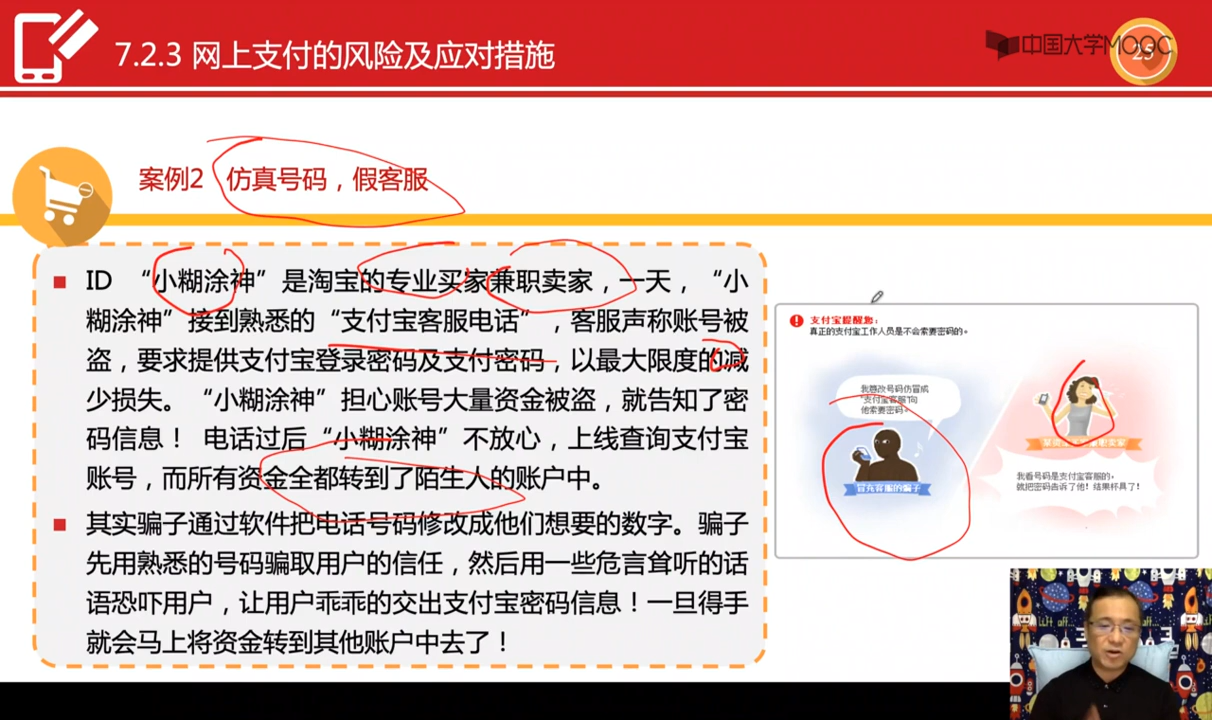 7.2.3 网上支付的风险及应对措施
中国大学MOOC
25
案例2 仿真号码，假客服
ID “小糊涂神”是淘宝的专业买家兼职卖家，一天，“小
糊涂神”接到熟悉的“支付宝客服电话”，客服声称账号被
盗，要求提供支付宝登录密码及支付密码，以最大限度的减
少损失。“小糊涂神”担心账号大量资金被盗，就告知了密
码信息！ 电话过后“小糊涂神”不放心，上线查询支付宝
账号，而所有资金全都转到了陌生人的账户中。
其实骗子通过软件把电话号码修改成他们想要的数字。骗子
先用熟悉的号码骗取用户的信任，然后用一些危言耸听的话
语恐吓用户，让用户乖乖的交出支付宝密码信息！一旦得手
就会马上将资金转到其他账户中去了！
支付宝提醒您：
真正的支付宝工作人员是不会索要密码的。
我篡改号码仿冒成
“支付宝客服”向
他索要密码。
冒充客服的骗子
职卖家
我看号码是支付宝客服的，
就把密码告诉了他！结果杯具了！